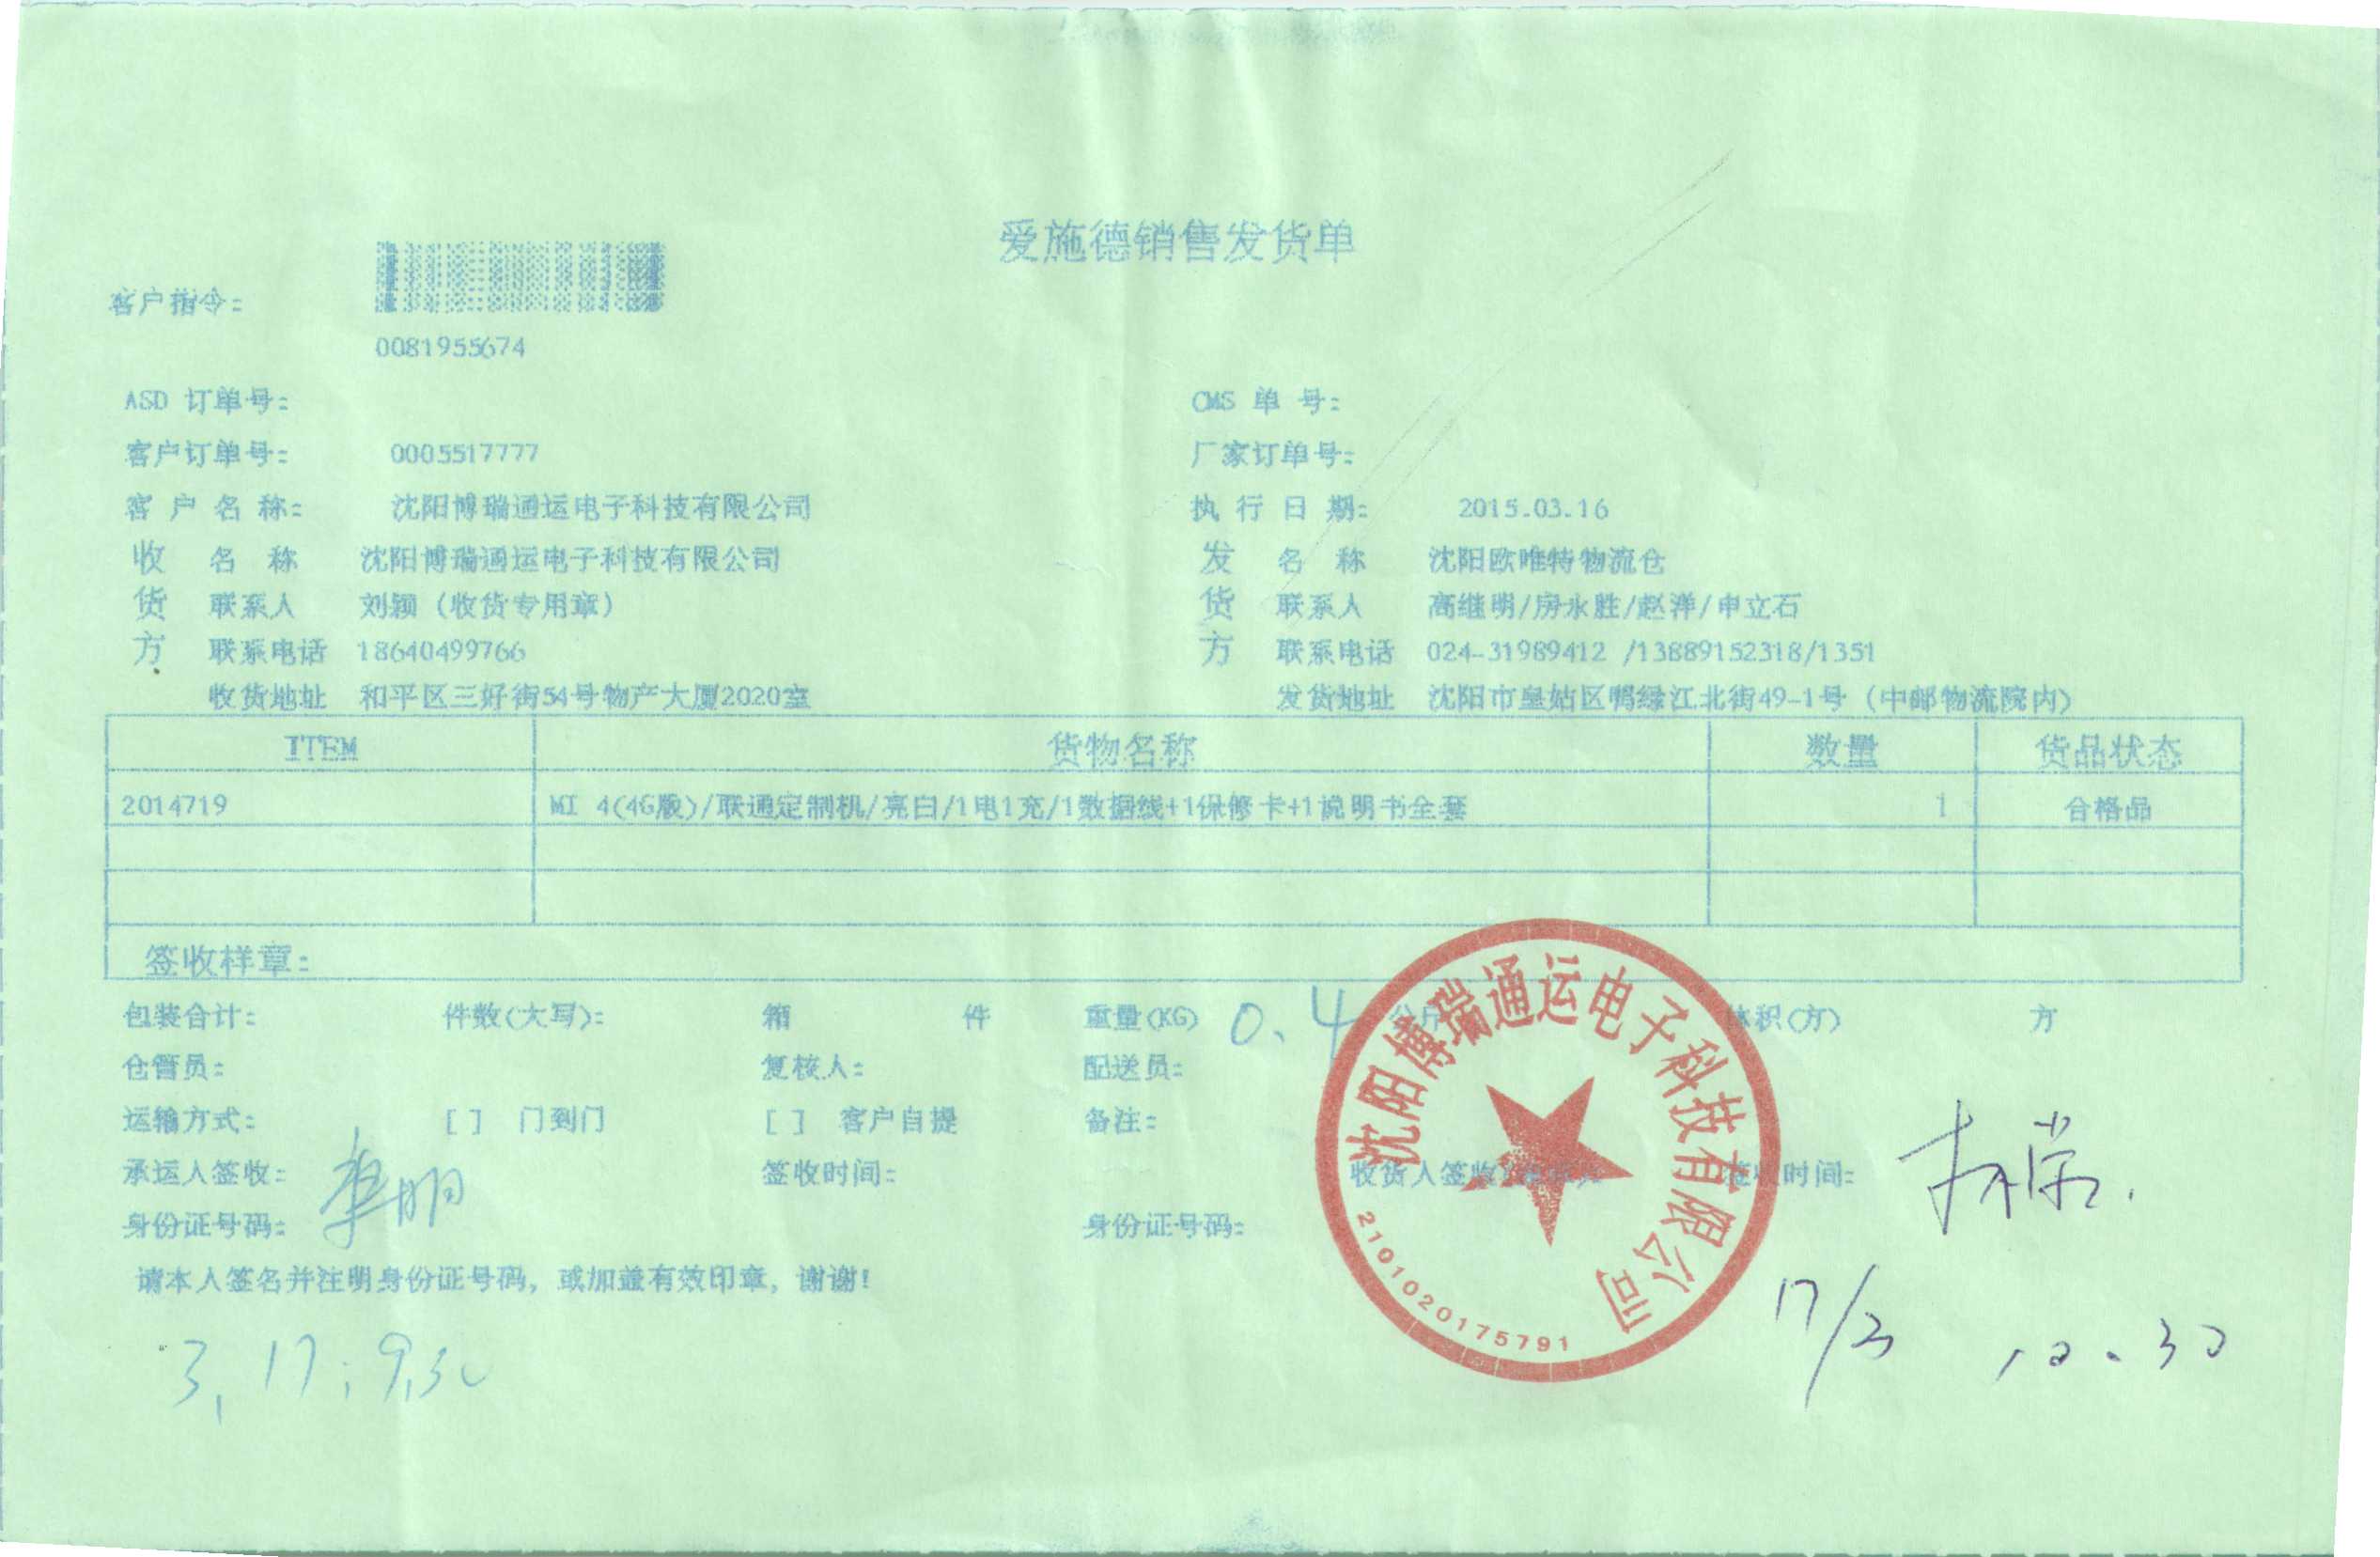 爱施德销售发货单
客户指令:
0081955674
ASD 订单号: CMS 单 号:
客户订单号: 0005517777 厂家订单号:
客 户 名 称: 沈阳博瑞通运电子科技有限公司 执 行 日 期: 2015.03.16
收 名 称 沈阳博瑞通运电子科技有限公司 发 名 称 沈阳欧唯特物流仓
货 联系人 刘颖 (收货专用章) 货 联系人 高继明/房永胜/赵洋/申立石
方 联系电话 18640499766 方 联系电话 024-31989412 /13889152318/1351
收货地址 和平区三好街54号物产大厦2020室 发货地址 沈阳市皇姑区鸭绿江北街49-1号 (中邮物流院内)
ITEM 货物名称 数量 货品状态
2014719 MI 4(4G版)/联通定制机/亮白/1电1充/1数据线+1保修卡+1说明书全套 1 合格品
签收样章:
包装合计: 件数(大写): 箱 件 重量(KG) 0.4 公斤 体积(方) 方
仓管员: 复核人: 配送员:
运输方式: [ ] 门到门 [ ] 客户自提 备注:
承运人签收: 签收时间: 收货人签收 签收时间:
身份证号码: 身份证号码:
请本人签名并注明身份证号码, 或加盖有效印章, 谢谢!
沈阳博瑞通运电子科技有限公司
2101020175791
17/3 10.30
3,17;9,30